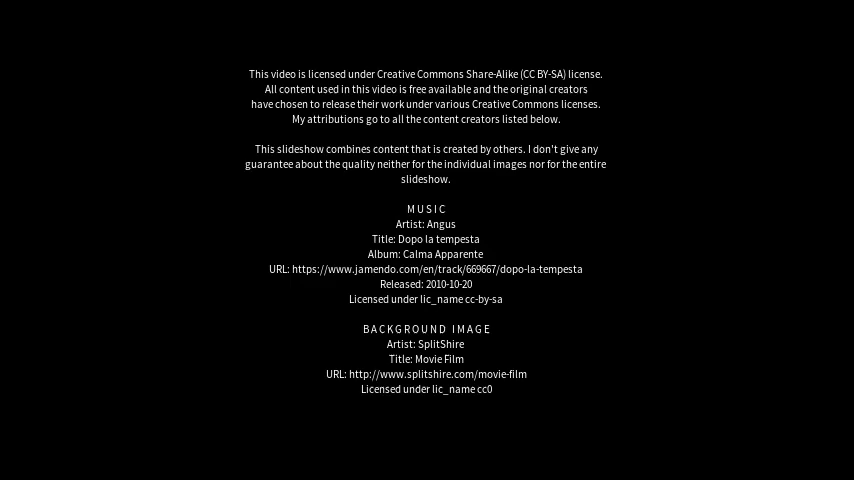 This video is licensed under Creative Commons Share-Alike (CC BY-SA) license.
All content used in this video is free available and the original creators
have chosen to release their work under various Creative Commons licenses.
My attributions go to all the content creators listed below.
This slideshow combines content that is created by others. I don't give any
guarantee about the quality neither for the individual images nor for the entire
slideshow.
MUSIC
Artist: Angus
Title: Dopo la tempesta
Album: Calma Apparente
URL: https://www.jamendo.com/en/track/669667/dopo-la-tempesta
Released: 2010-10-20
Licensed under lic_name cc-by-sa
BACKGROUND IMAGE
Artist: SplitShire
Title: Movie Film
URL: http://www.splitshire.com/movie-film
Licensed under lic_name cc0